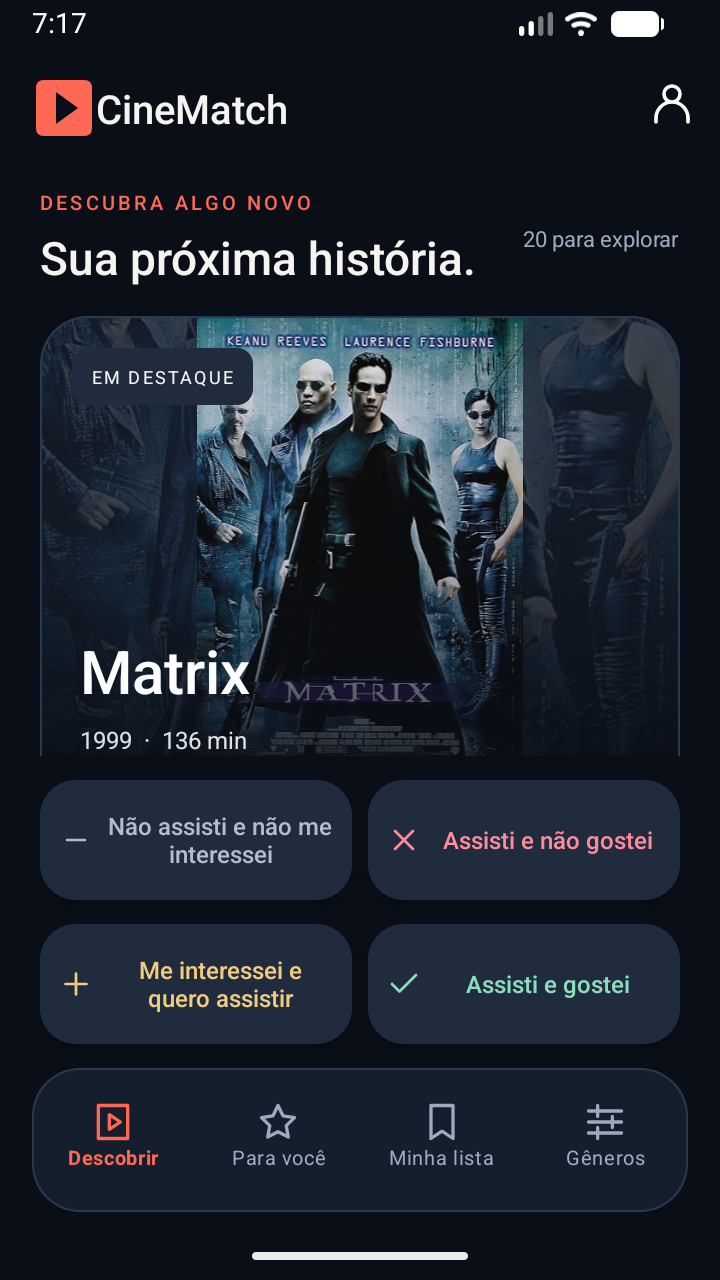 7:17
CineMatch
DESCUBRA ALGO NOVO
Sua próxima história.
20 para explorar
KEANU REEVES LAURENCE FISHBURNE
EM DESTAQUE
Matrix
MATRIX
1999 · 136 min
Não assisti e não me
interessei
Assisti e não gostei
Me interessei e
quero assistir
Assisti e gostei
Descobrir
Para você
Minha lista
Gêneros